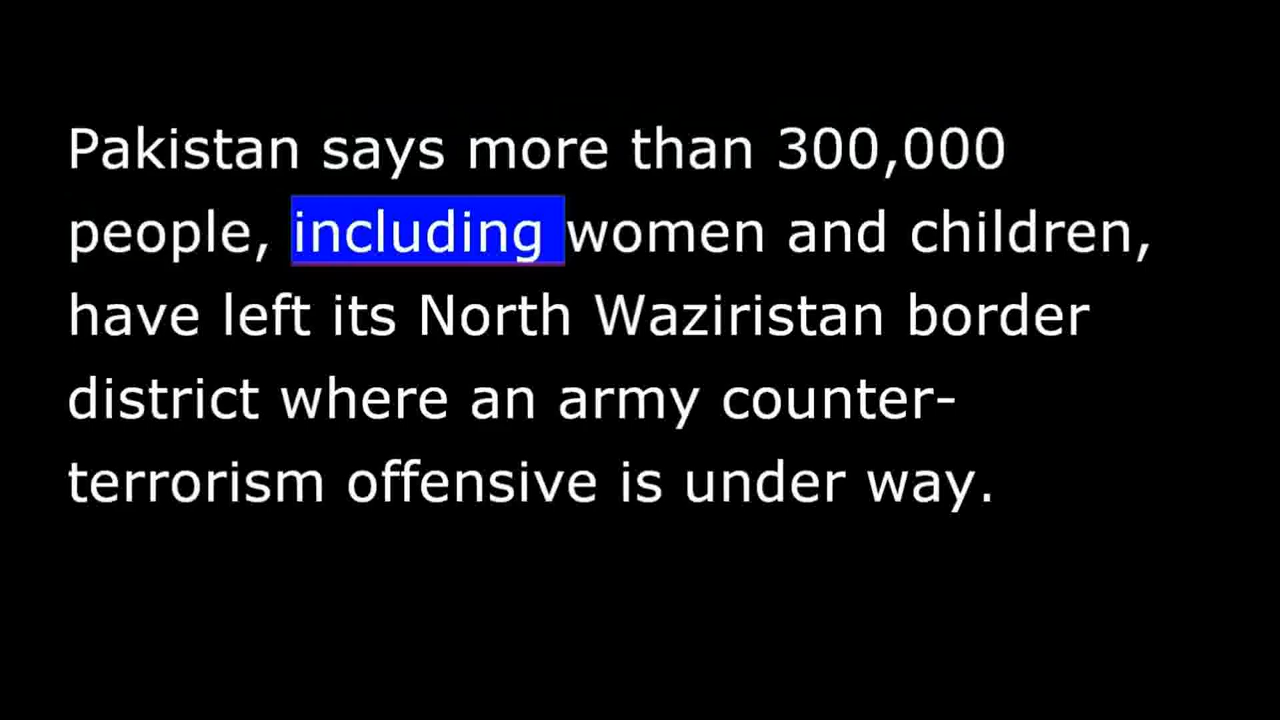 Pakistan says more than 300,000
people, including women and children,
have left its North Waziristan border
district where an army counter-
terrorism offensive is under way.